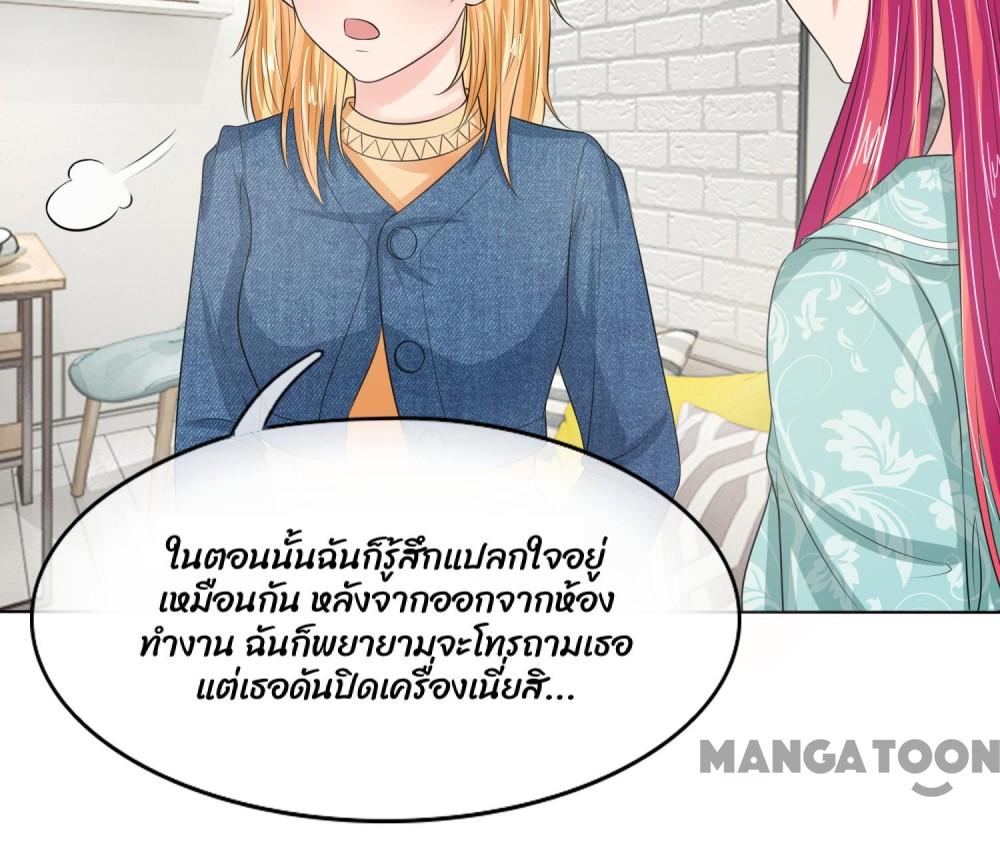 ในตอนนั้นฉันก็รู้สึกแปลกใจอยู่
เหมือนกัน หลังจากออกจากห้อง
ทำงาน ฉันก็พยายามจะโทรถามเธอ
แต่เธอดันปิดเครื่องเนี่ยสิ...
MANGATOON